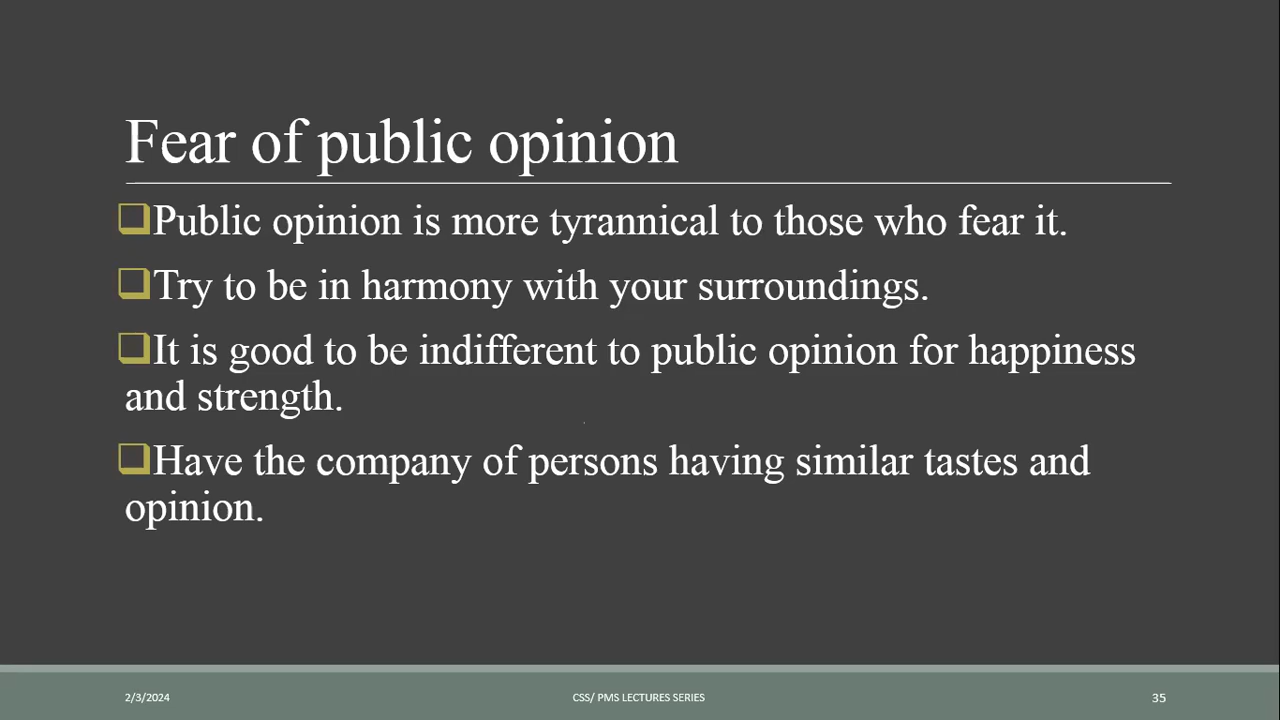 Fear of public opinion
❑Public opinion is more tyrannical to those who fear it.
❑Try to be in harmony with your surroundings.
❑It is good to be indifferent to public opinion for happiness
and strength.
❑Have the company of persons having similar tastes and
opinion.
2/3/2024
CSS/ PMS LECTURES SERIES
35